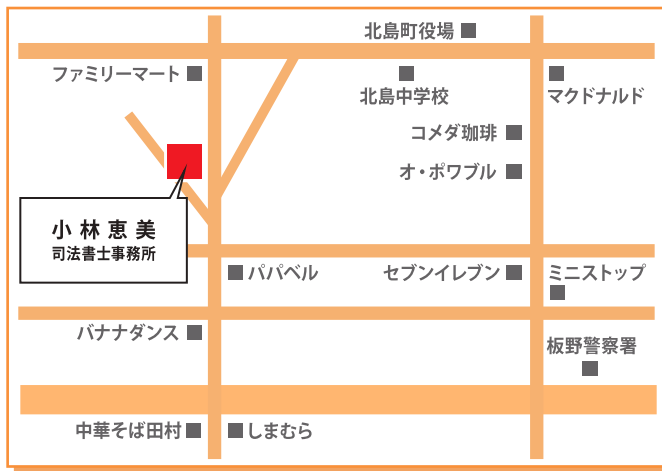 北島町役場
ファミリーマート
北島中学校
マクドナルド
コメダ珈琲
オ・ポワブル
小林恵美
司法書士事務所
パパベル
セブンイレブン
ミニストップ
バナナダンス
板野警察署
中華そば田村
しまむら